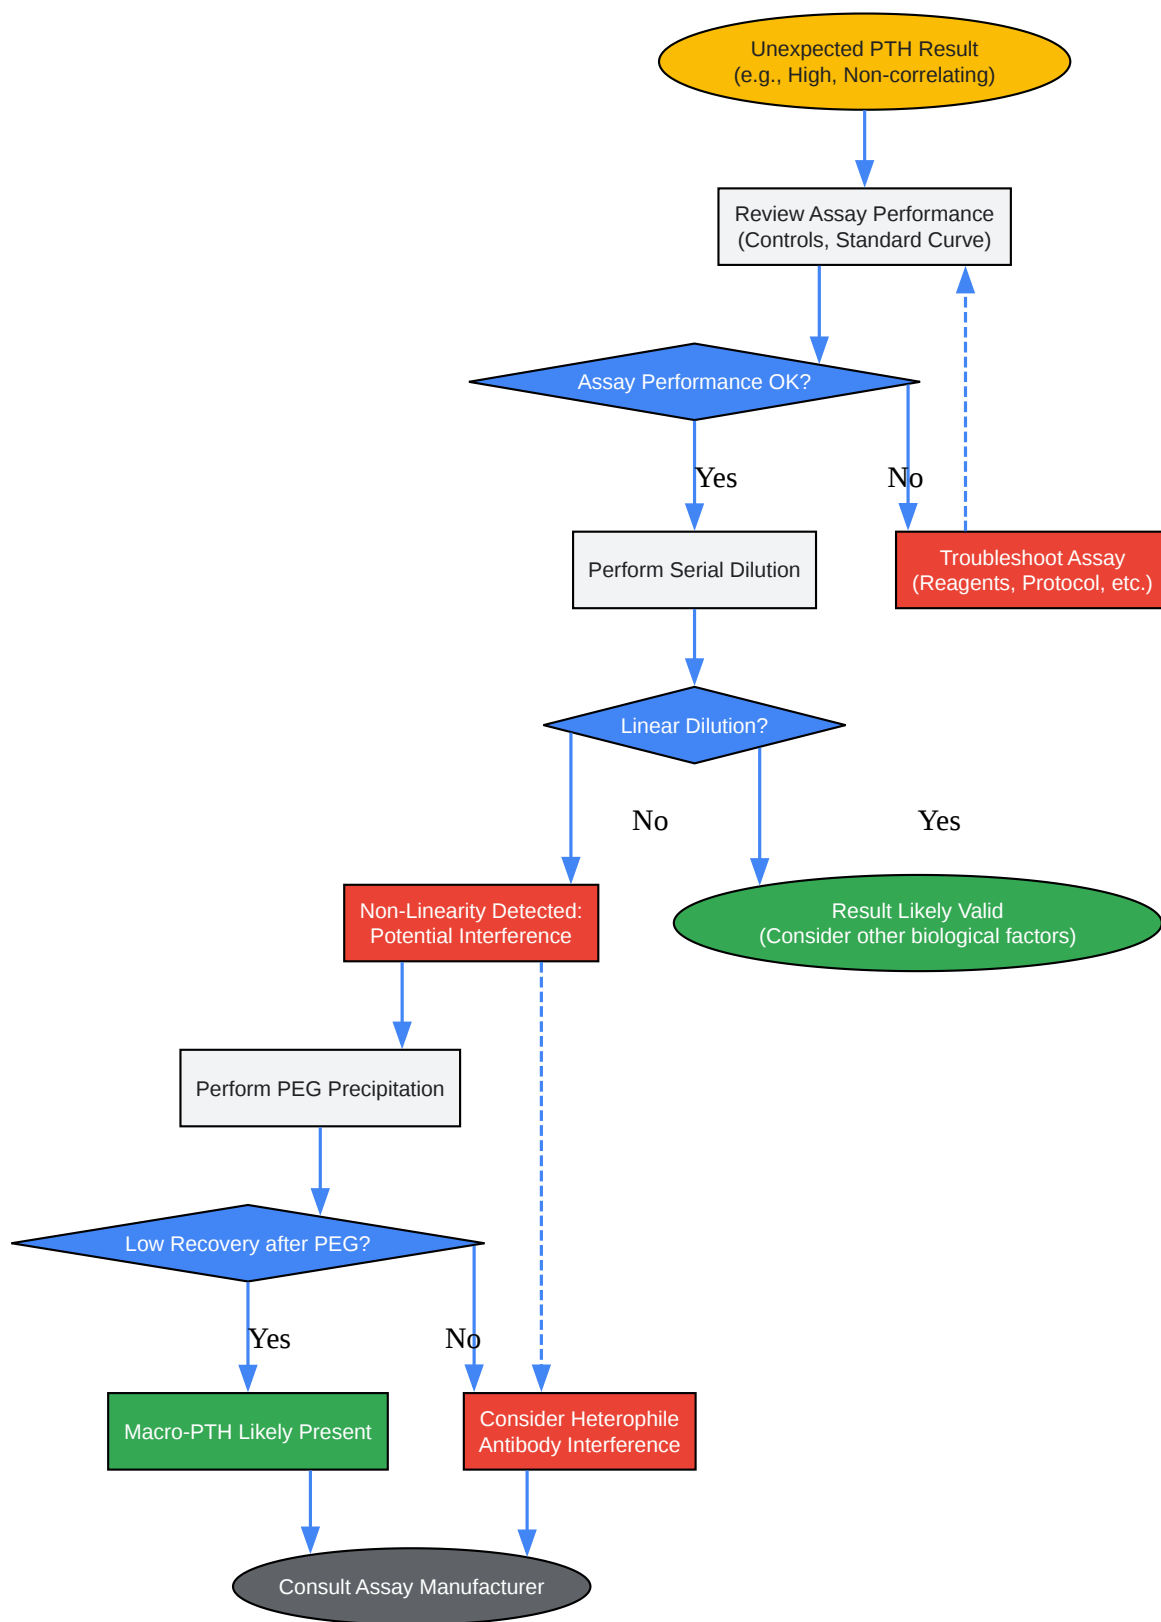 Unexpected PTH Result
(e.g., High, Non-correlating)
Review Assay Performance
(Controls, Standard Curve)
Assay Performance OK?
Yes
No
Perform Serial Dilution
Troubleshoot Assay
(Reagents, Protocol, etc.)
Linear Dilution?
No
Yes
Non-Linearity Detected:
Potential Interference
Result Likely Valid
(Consider other biological factors)
Perform PEG Precipitation
Low Recovery after PEG?
Yes
No
Macro-PTH Likely Present
Consider Heterophile
Antibody Interference
Consult Assay Manufacturer